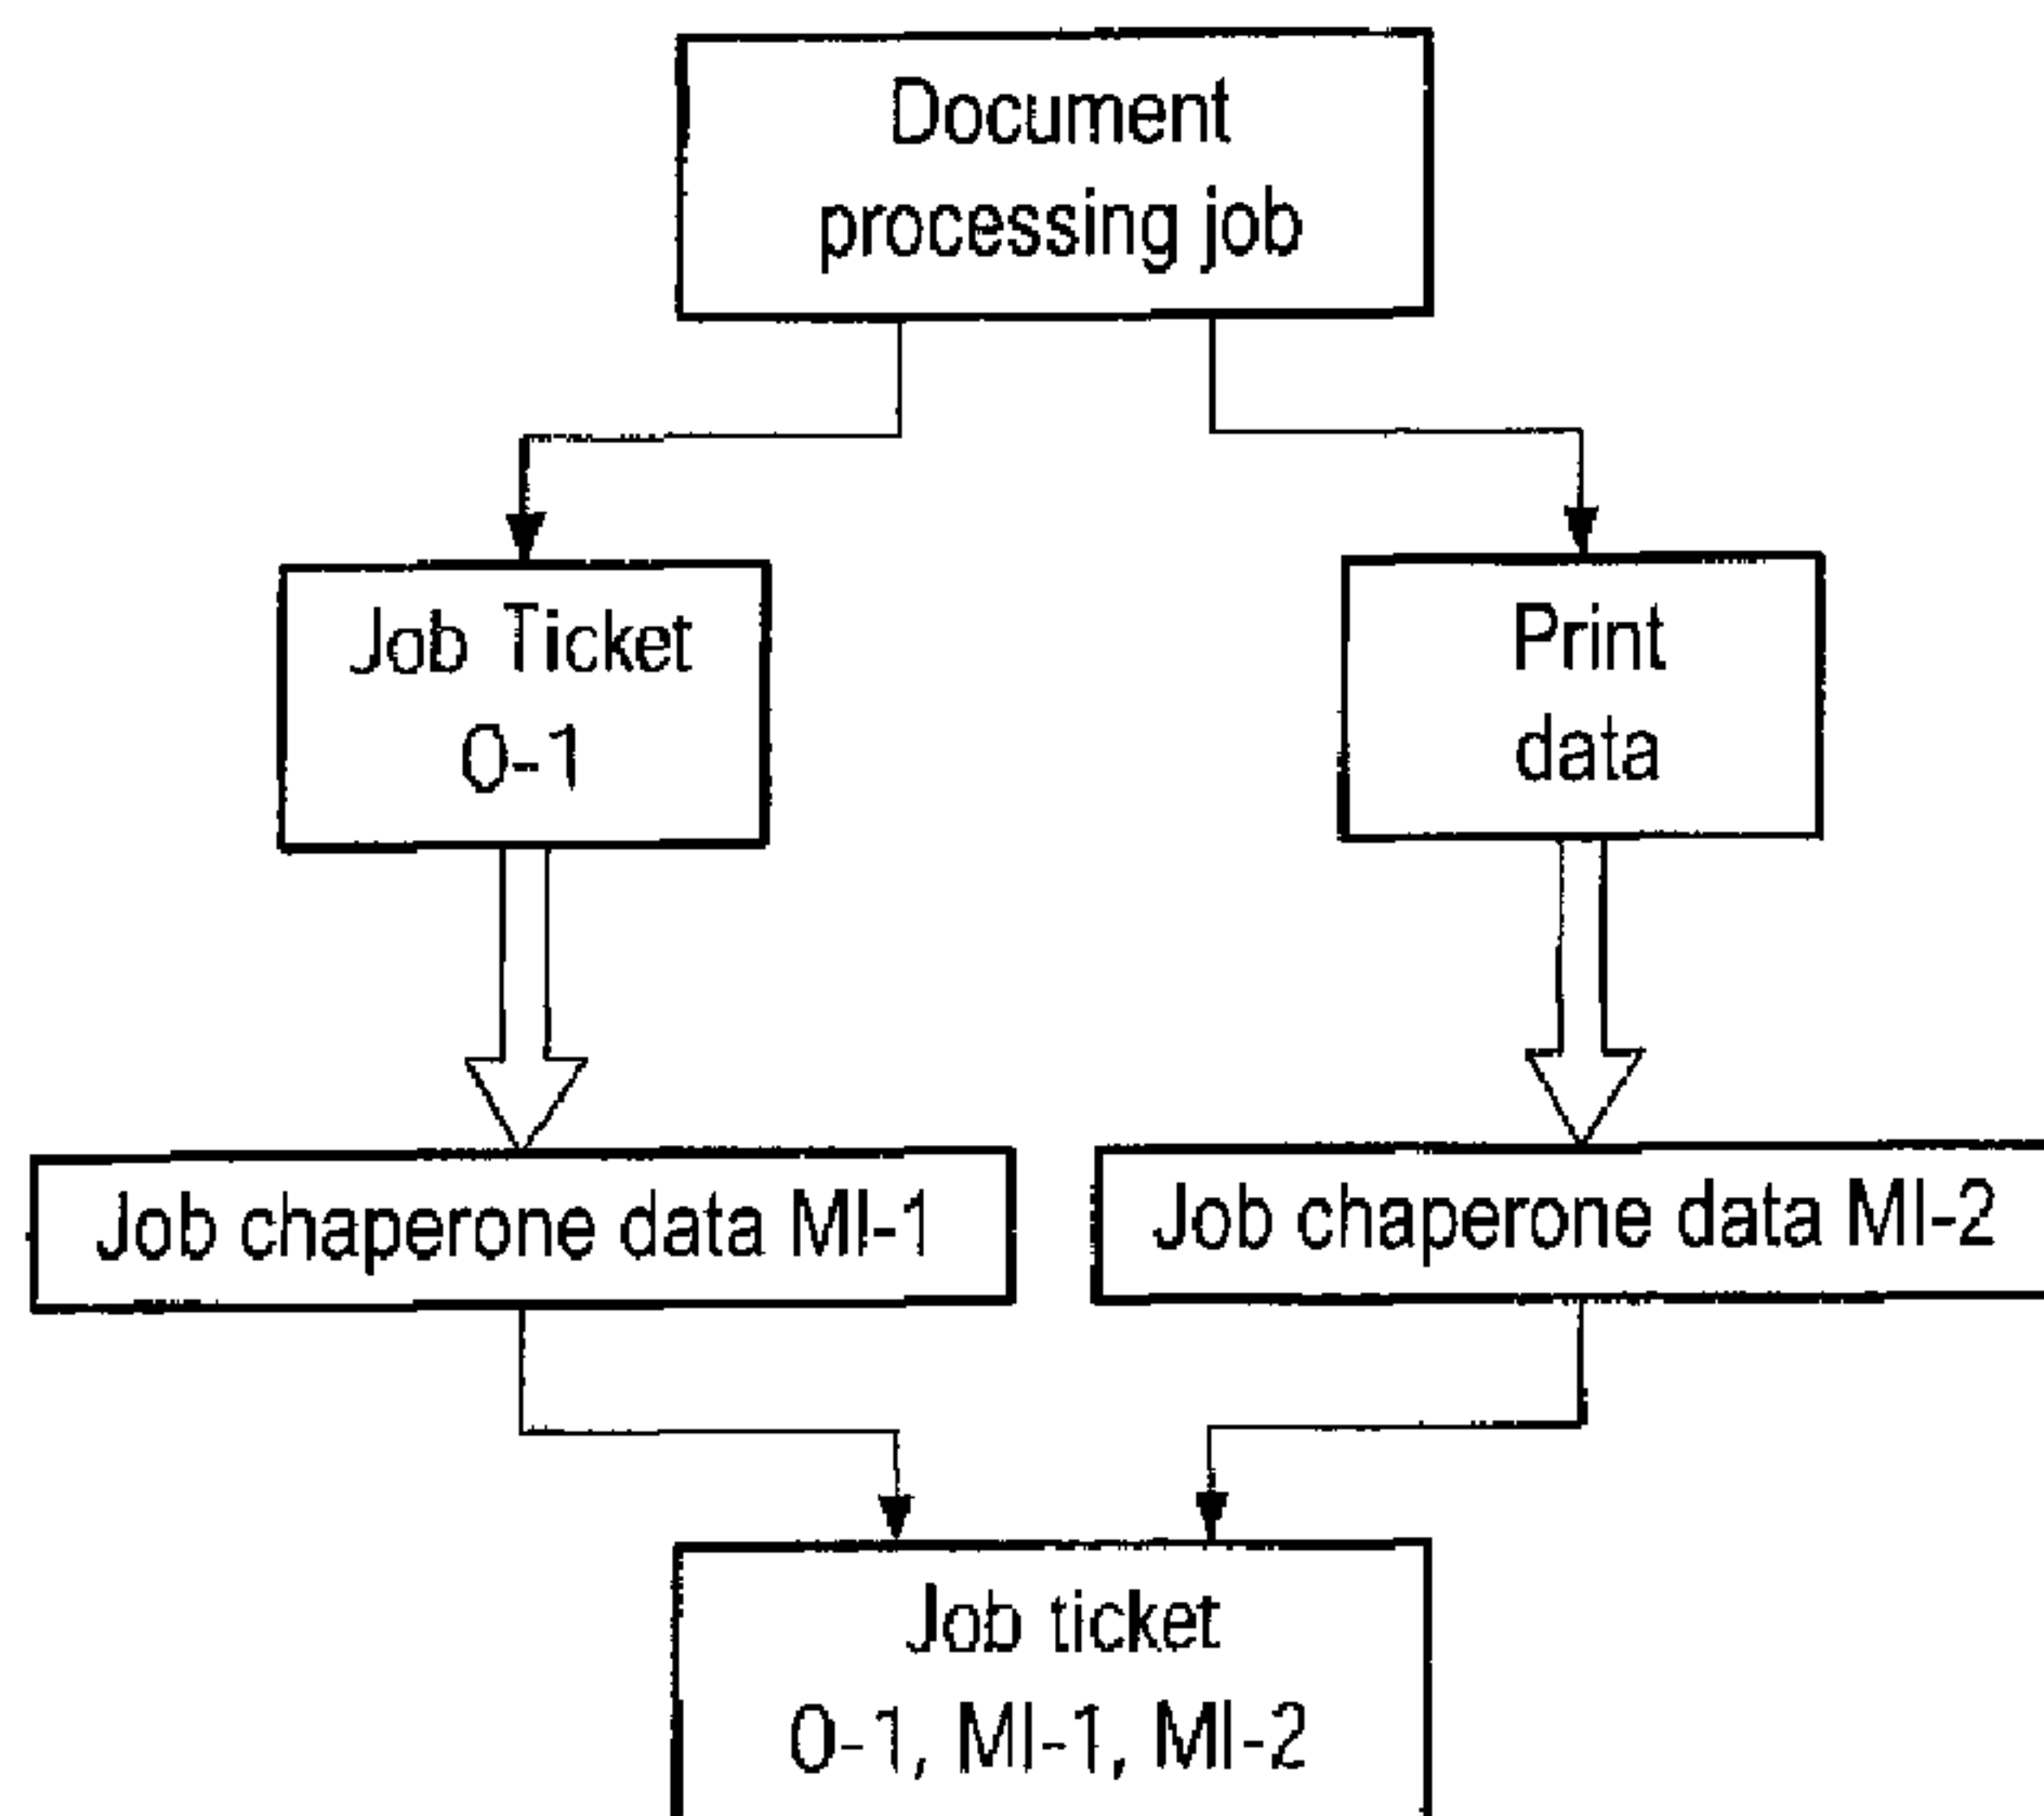 Document
processing job
Job Ticket
0-1
Print
data
Job chaperone data MI-1
Job chaperone data MI-2
Job ticket
0-1, MI-1, MI-2